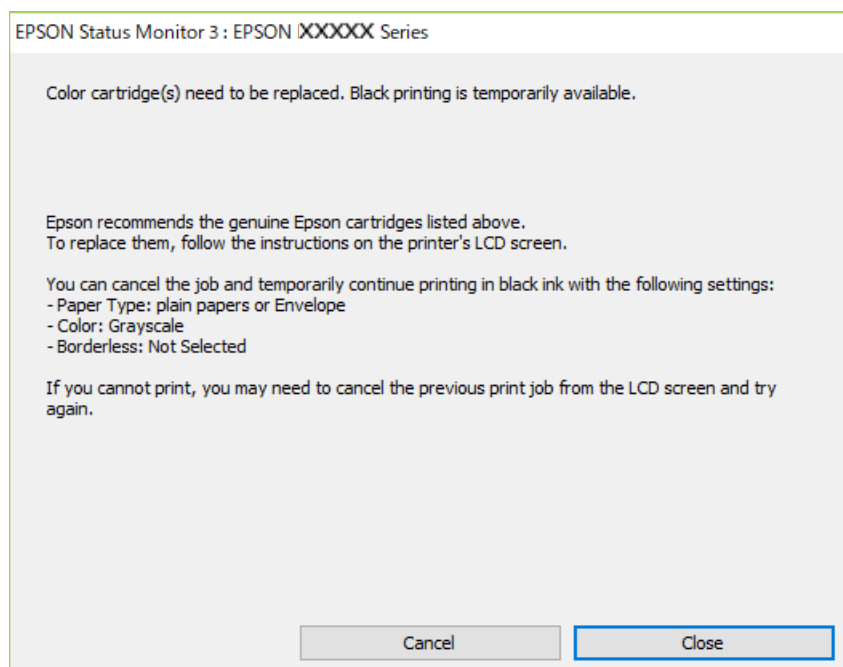 EPSON Status Monitor 3 : EPSON XXXXX Series
Color cartridge(s) need to be replaced. Black printing is temporarily available.
Epson recommends the genuine Epson cartridges listed above.
To replace them, follow the instructions on the printer's LCD screen.
You can cancel the job and temporarily continue printing in black ink with the following settings:
- Paper Type: plain papers or Envelope
- Color: Grayscale
- Borderless: Not Selected
If you cannot print, you may need to cancel the previous print job from the LCD screen and try
again.
Cancel
Close